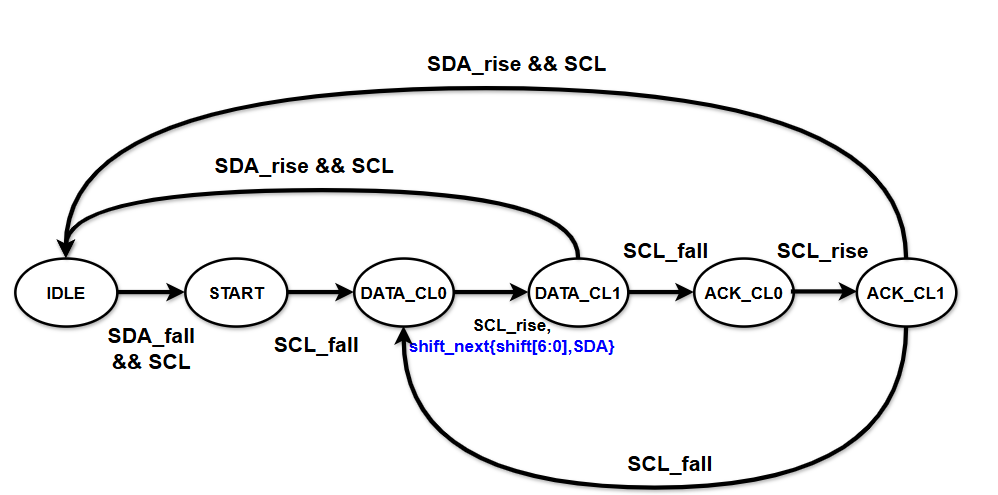 SDA_rise && SCL
SDA_rise && SCL
SCL_fall
SCL_rise
IDLE
START
DATA_CL0
DATA_CL1
ACK_CL0
ACK_CL1
SDA_fall
&& SCL
SCL_fall
SCL_rise,
shift_next{shift[6:0],SDA}
SCL_fall